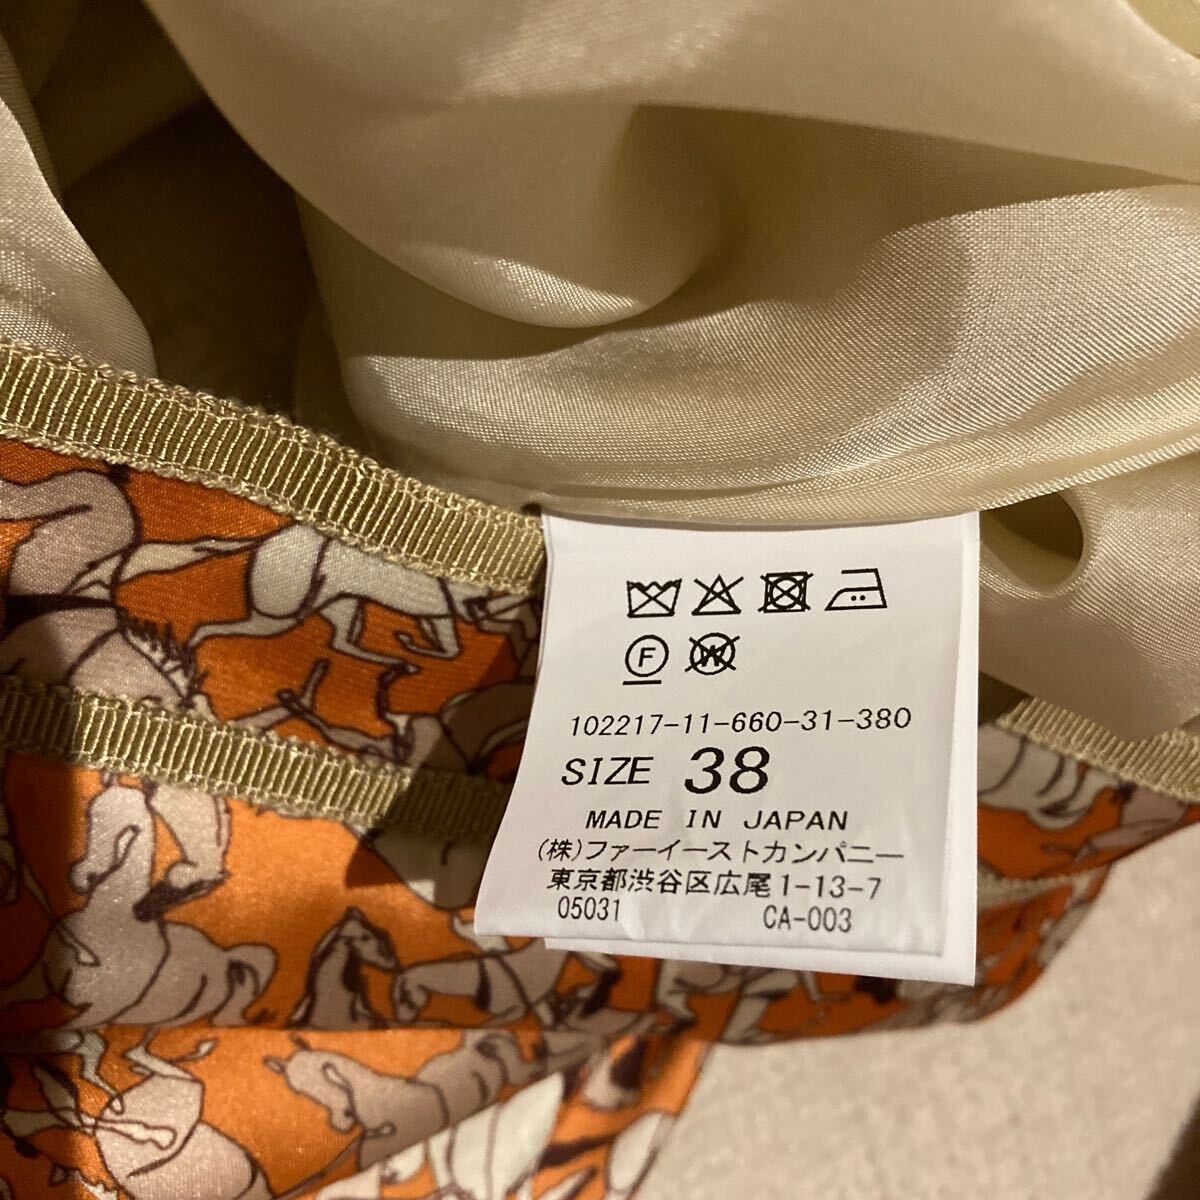 F W
102217-11-660-31-380
SIZE 38
MADE IN JAPAN
(株)ファーイーストカンパニー
東京都渋谷区広尾1-13-7
05031 CA-003